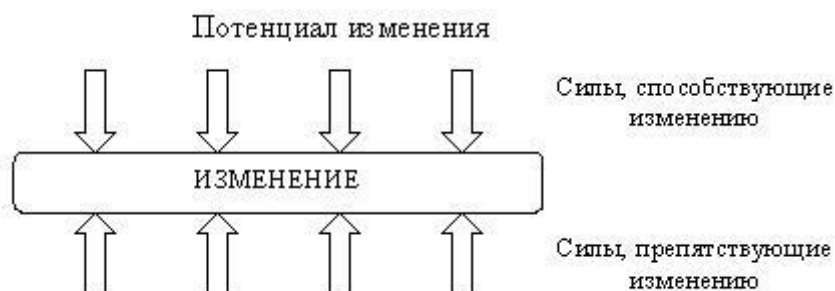 Потенциал изменения
Силы, способствующие
изменению
ИЗМЕНЕНИЕ
Силы, препятствующие
изменению